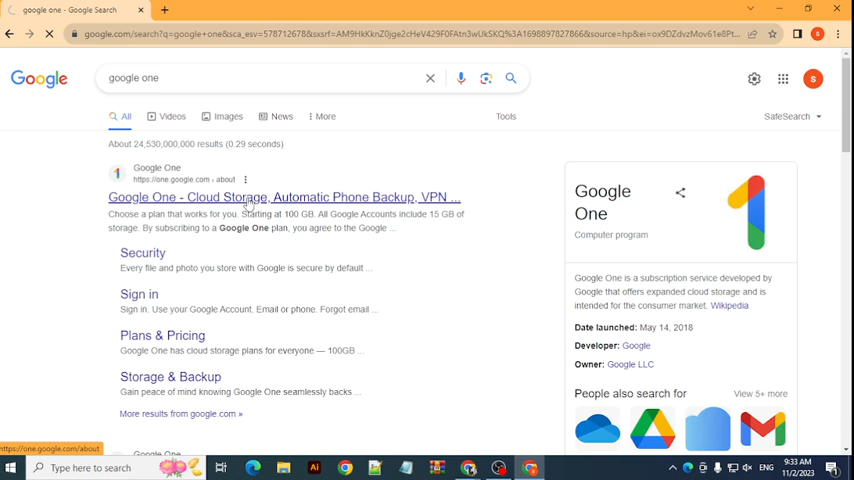 google one - Google Search
google.com/search?q=google+one&sca_esv=578712678&sxsrf=AM9HkKknZ0jge2cHeV429F0FAtn3wUkSKQ%3A1698897827866&source=hp&ei=ox9DZdvzMov61e8Pt...
S
Google
google one
S
All
Videos
Images
News
More
Tools
SafeSearch
About 24,530,000,000 results (0.29 seconds)
Google One
https://one.google.com › about
Google One - Cloud Storage, Automatic Phone Backup, VPN ...
Choose a plan that works for you. Starting at 100 GB. All Google Accounts include 15 GB of
storage. By subscribing to a Google One plan, you agree to the Google ...
Security
Every file and photo you store with Google is secure by default ...
Sign in
Sign in. Use your Google Account. Email or phone. Forgot email ...
Plans & Pricing
Google One has cloud storage plans for everyone — 100GB ...
Storage & Backup
Gain peace of mind knowing Google One seamlessly backs ...
More results from google.com »
Google One
Google
One
Computer program
Google One is a subscription service developed by
Google that offers expanded cloud storage and is
intended for the consumer market. Wikipedia
Date launched: May 14, 2018
Developer: Google
Owner: Google LLC
People also search for
View 5+ more
https://one.google.com/about
Type here to search
Ai
ENG
9:33 AM
11/2/2023